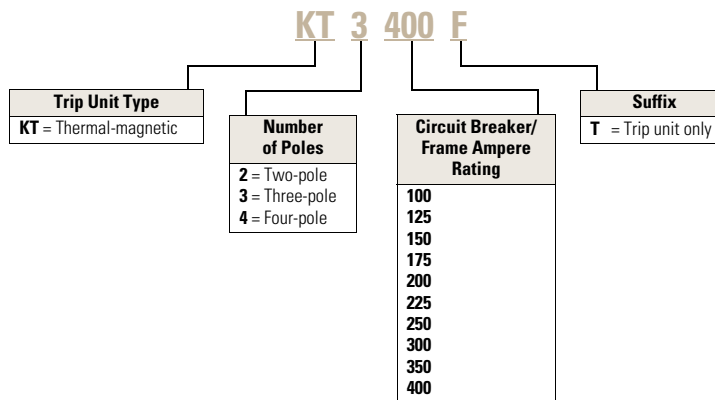 KT 3 400 F
Trip Unit Type
KT = Thermal-magnetic
Number
of Poles
2 = Two-pole
3 = Three-pole
4 = Four-pole
Circuit Breaker/
Frame Ampere
Rating
100
125
150
175
200
225
250
300
350
400
Suffix
T = Trip unit only